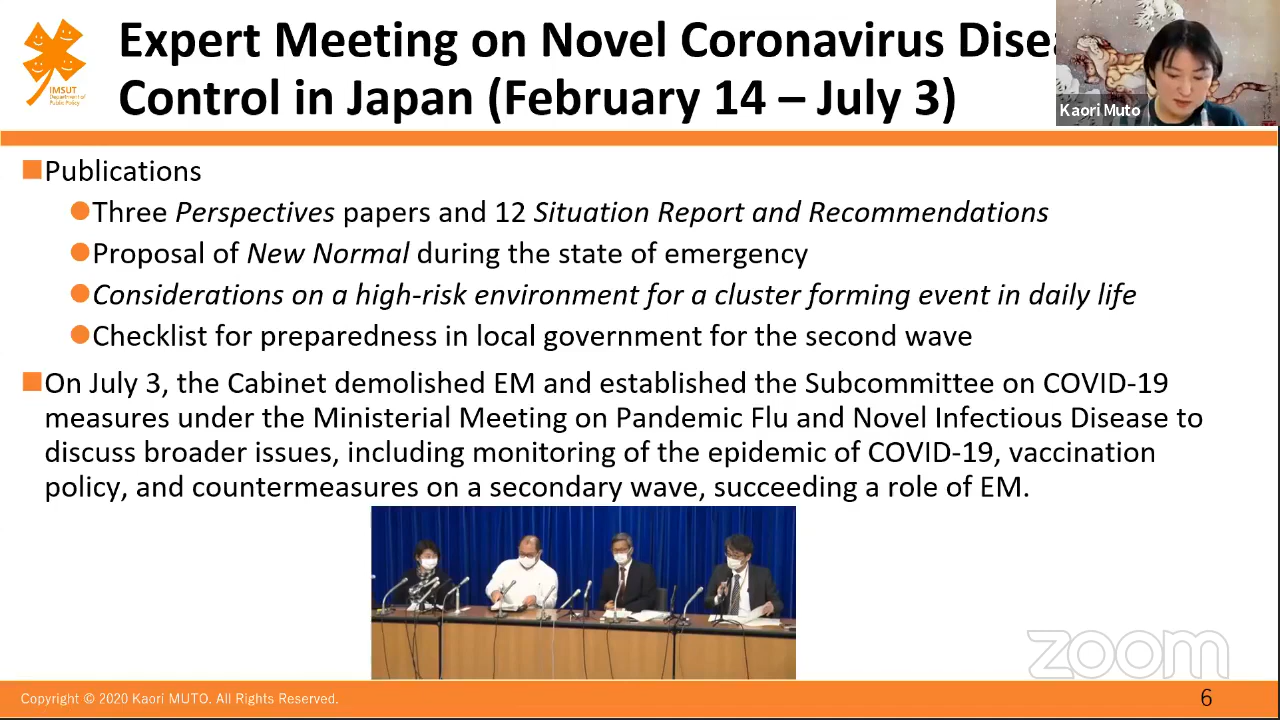 IMSUT
Department of
Public Policy
Expert Meeting on Novel Coronavirus
Control in Japan (February 14 – July 3)
Kaori Muto
Publications
Three Perspectives papers and 12 Situation Report and Recommendations
Proposal of New Normal during the state of emergency
Considerations on a high-risk environment for a cluster forming event in daily life
Checklist for preparedness in local government for the second wave
On July 3, the Cabinet demolished EM and established the Subcommittee on COVID-19
measures under the Ministerial Meeting on Pandemic Flu and Novel Infectious Disease to
discuss broader issues, including monitoring of the epidemic of COVID-19, vaccination
policy, and countermeasures on a secondary wave, succeeding a role of EM.
zoom
Copyright © 2020 Kaori MUTO. All Rights Reserved.
6